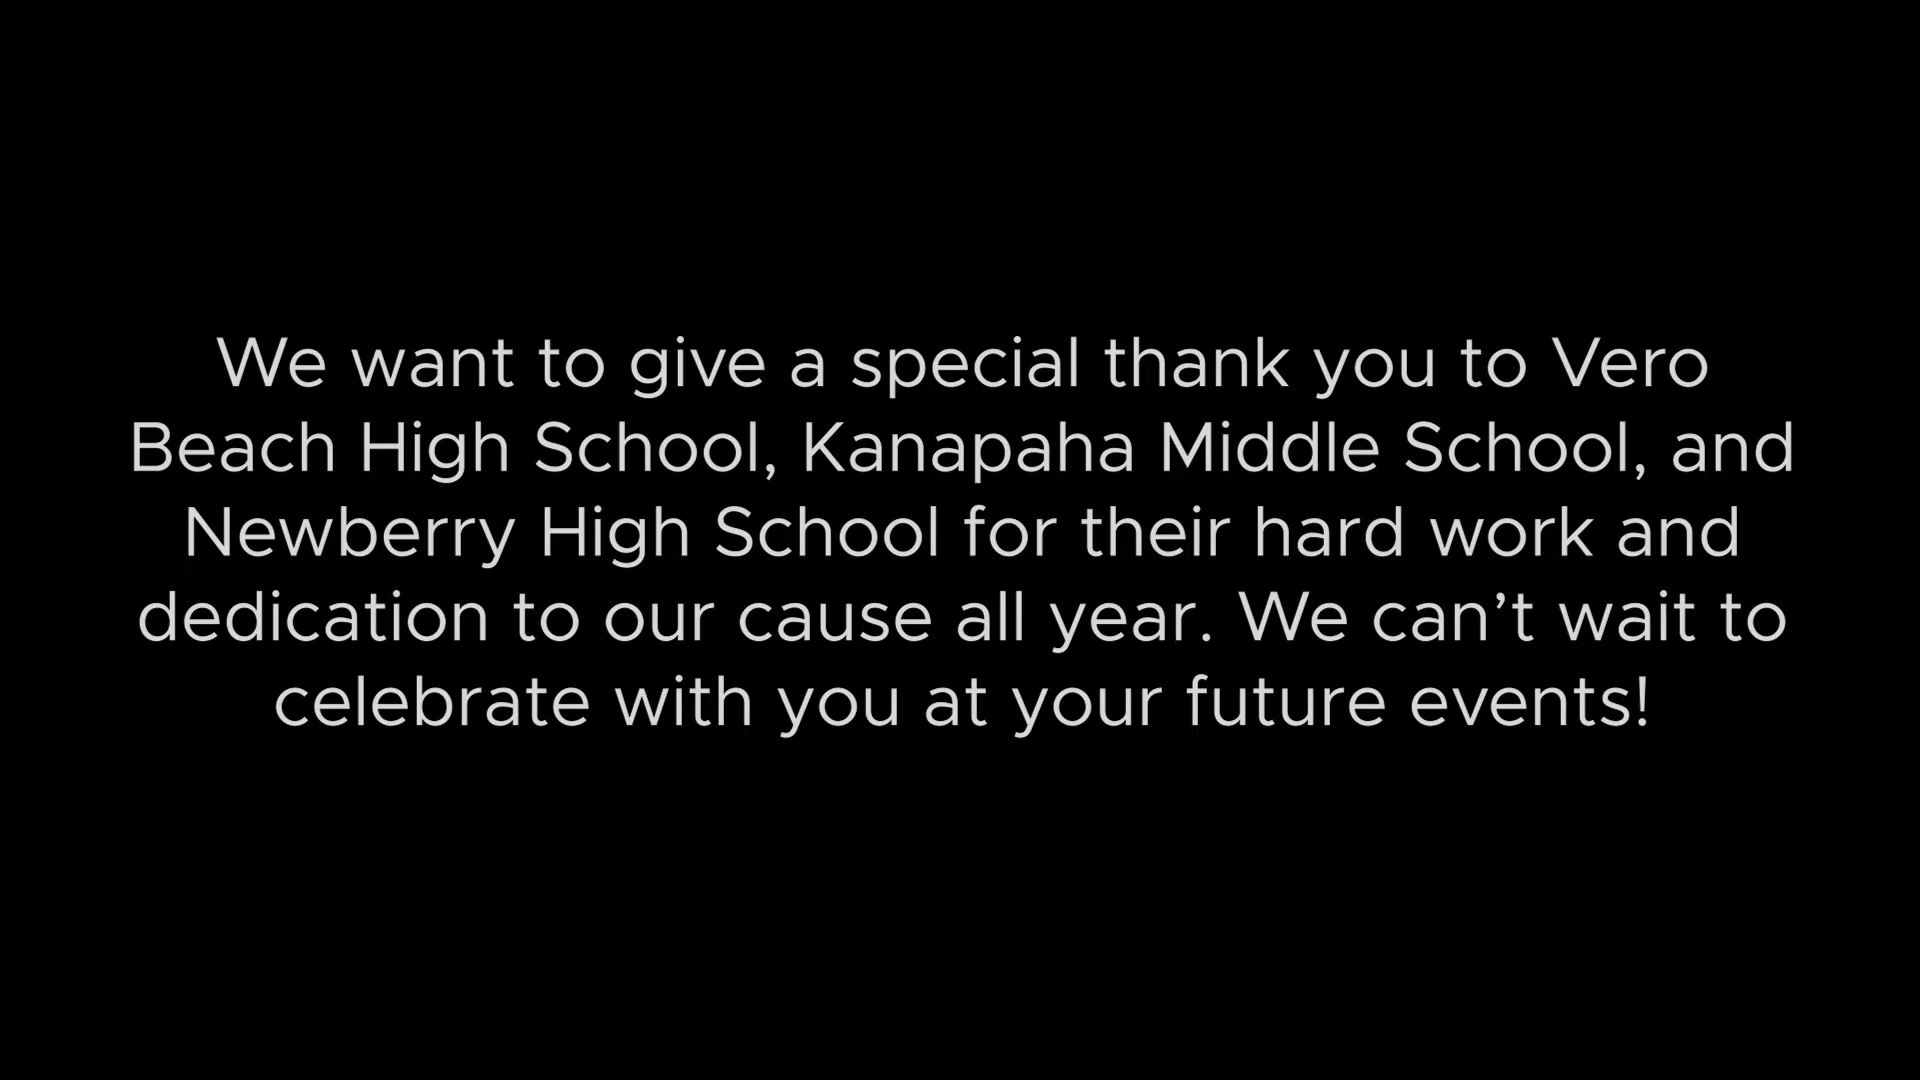 We want to give a special thank you to Vero
Beach High School, Kanapaha Middle School, and
Newberry High School for their hard work and
dedication to our cause all year. We can’t wait to
celebrate with you at your future events!